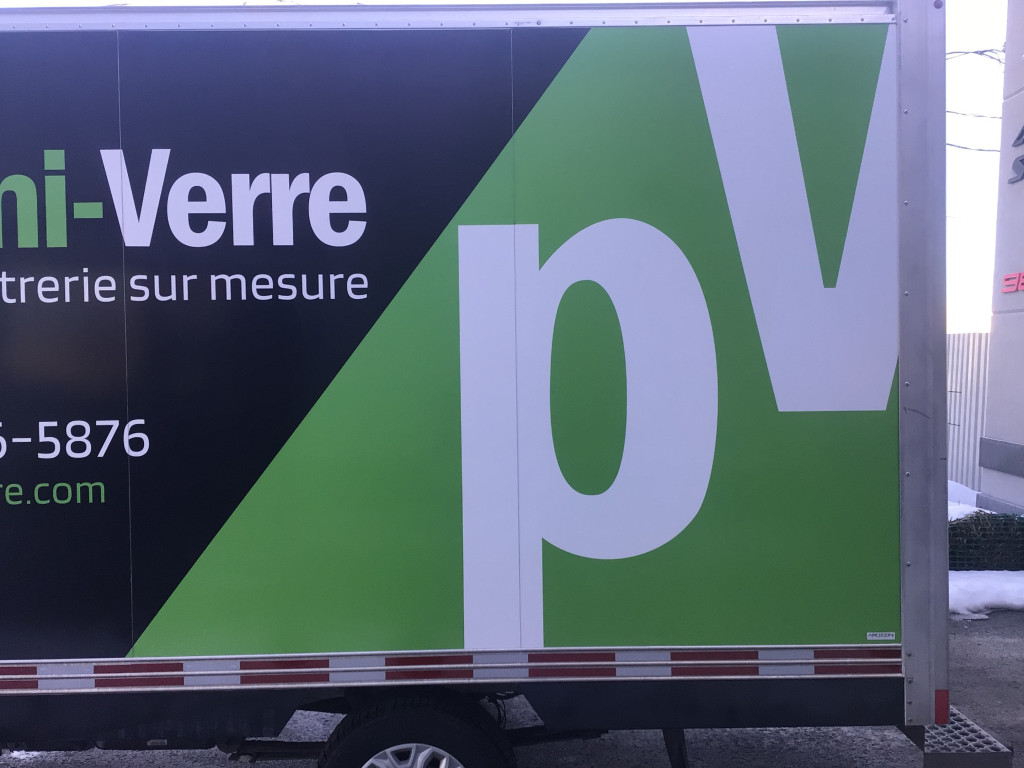 ni-Verre
trerie sur mesure
5-5876
re.com
pv